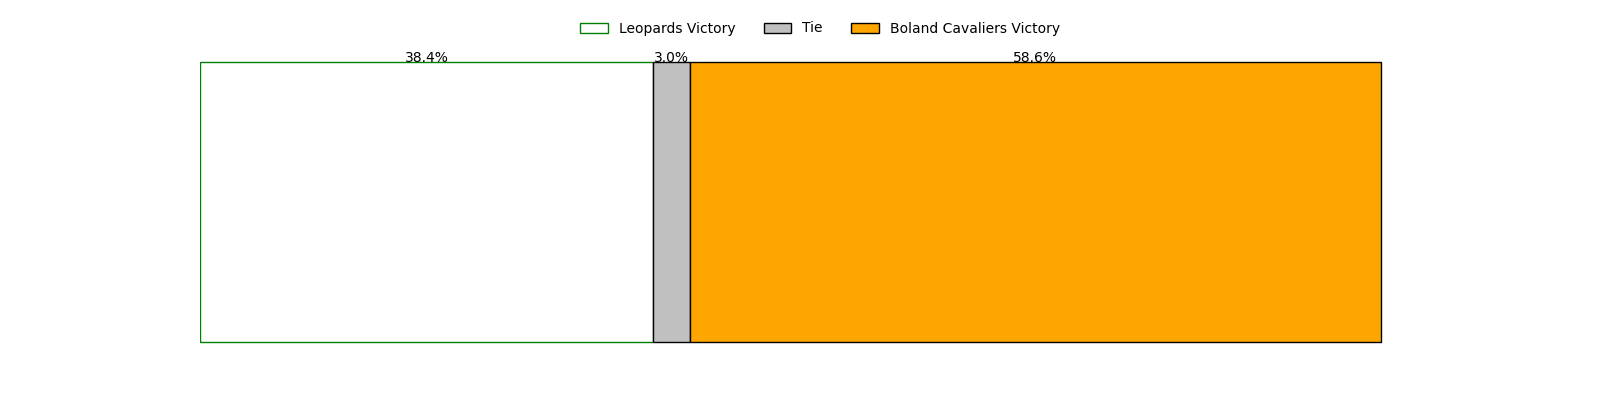 Leopards Victory Tie Boland Cavaliers Victory
38.4% 3.0% 58.6%